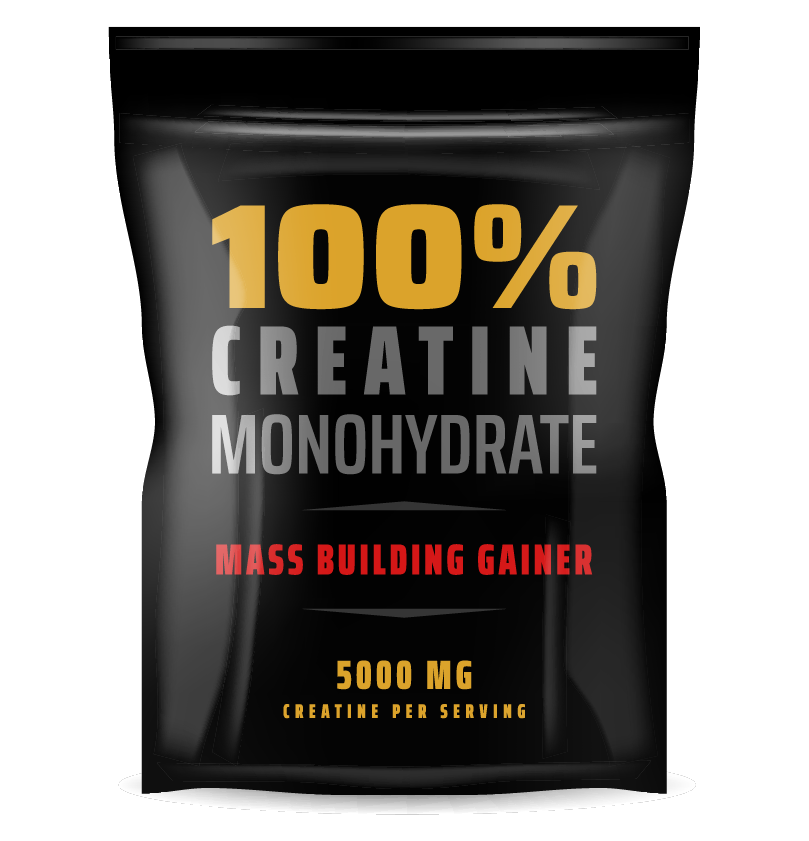 100%
CREATINE
MONOHYDRATE
MASS BUILDING GAINER
5000 MG
CREATINE PER SERVING